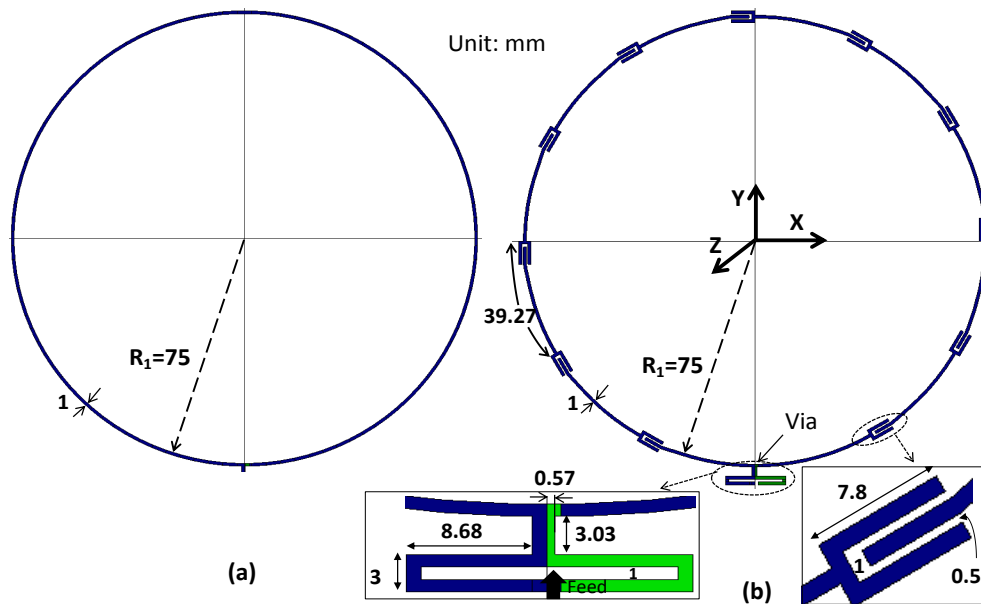 Unit: mm
Y
X
Z
R1=75
1
39.27
R1=75
1
Via
0.57
8.68
3.03
3
1
Feed
(a)
7.8
1
0.5
(b)